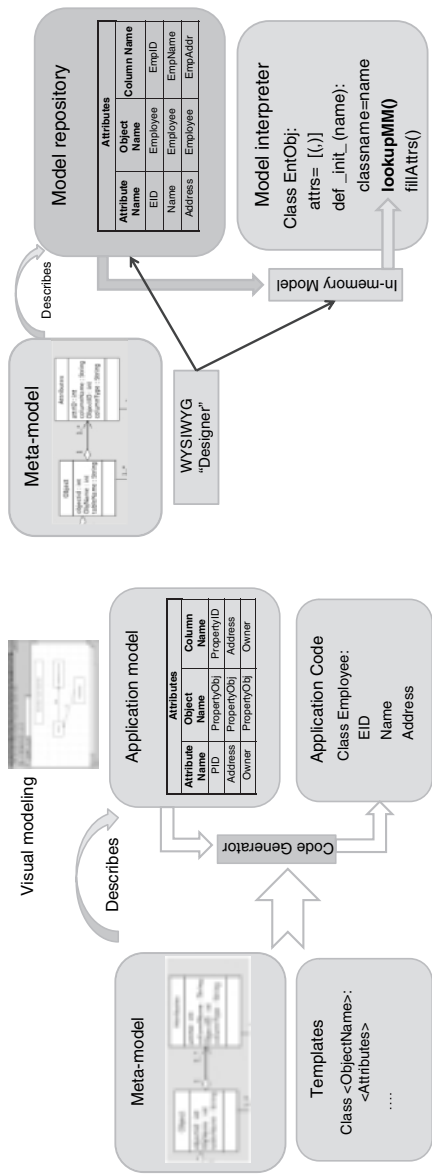 Visual modeling
Meta-model
Describes
Application model
Attributes
Attribute Name | Object Name | Column Name
PID | PropertyObj | PropertyID
Address | PropertyObj | Address
Owner | PropertyObj | Owner
Templates
Class <ObjectName>:
<Attributes>
....
Code Generator
Application Code
Class Employee:
EID
Name
Address
Meta-model
Object
Attributes
Describes
Model repository
Attributes
Attribute Name | Object Name | Column Name
EID | Employee | EmpID
Name | Employee | EmpName
Address | Employee | EmpAddr
WYSIWYG
“Designer”
In-memory Model
Model interpreter
Class EntObj:
attrs= [(,)]
def _init_ (name):
classname=name
lookupMM()
fillAttrs()